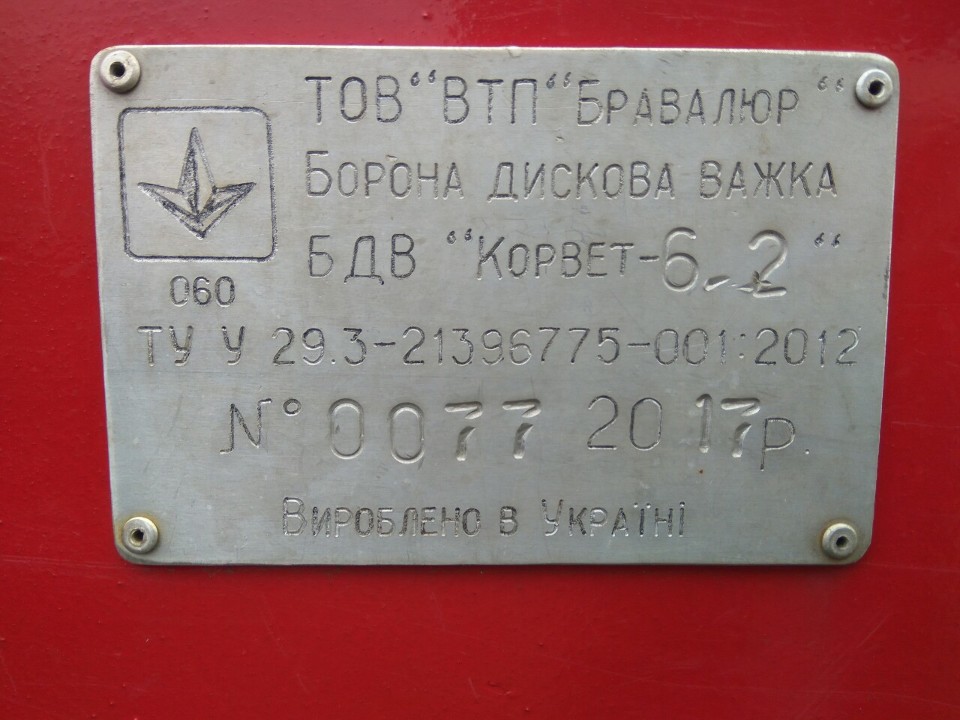 ТОВ "ВТП "Бравалюр"
Борона дискова важка
БДВ "Корвет-6,2"
060
ТУ У 29.3-21396775-001:2012
№ 0077 2017р.
Вироблено в Україні